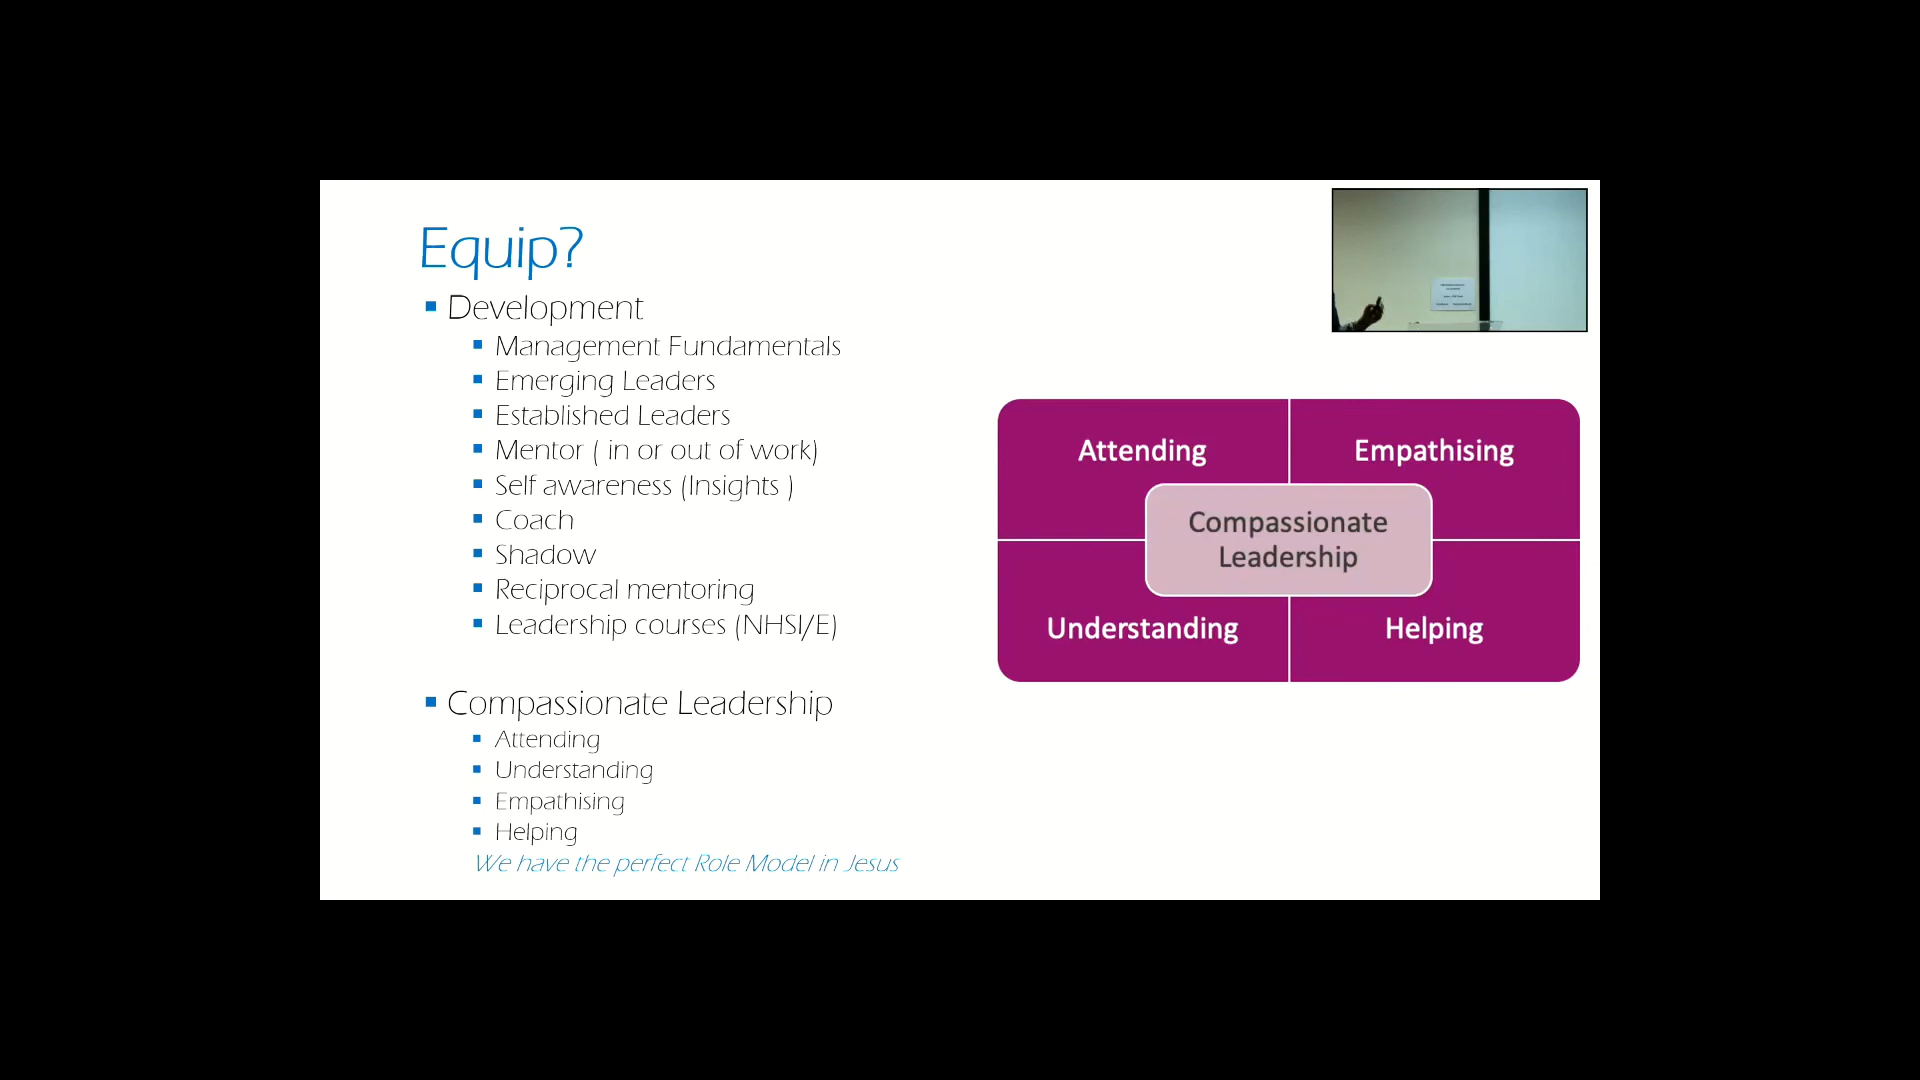 Equip?
Development
Management Fundamentals
Emerging Leaders
Established Leaders
Mentor ( in or out of work)
Self awareness (Insights )
Coach
Shadow
Reciprocal mentoring
Leadership courses (NHSI/E)
Compassionate Leadership
Attending
Understanding
Empathising
Helping
We have the perfect Role Model in Jesus
Attending
Empathising
Compassionate
Leadership
Understanding
Helping